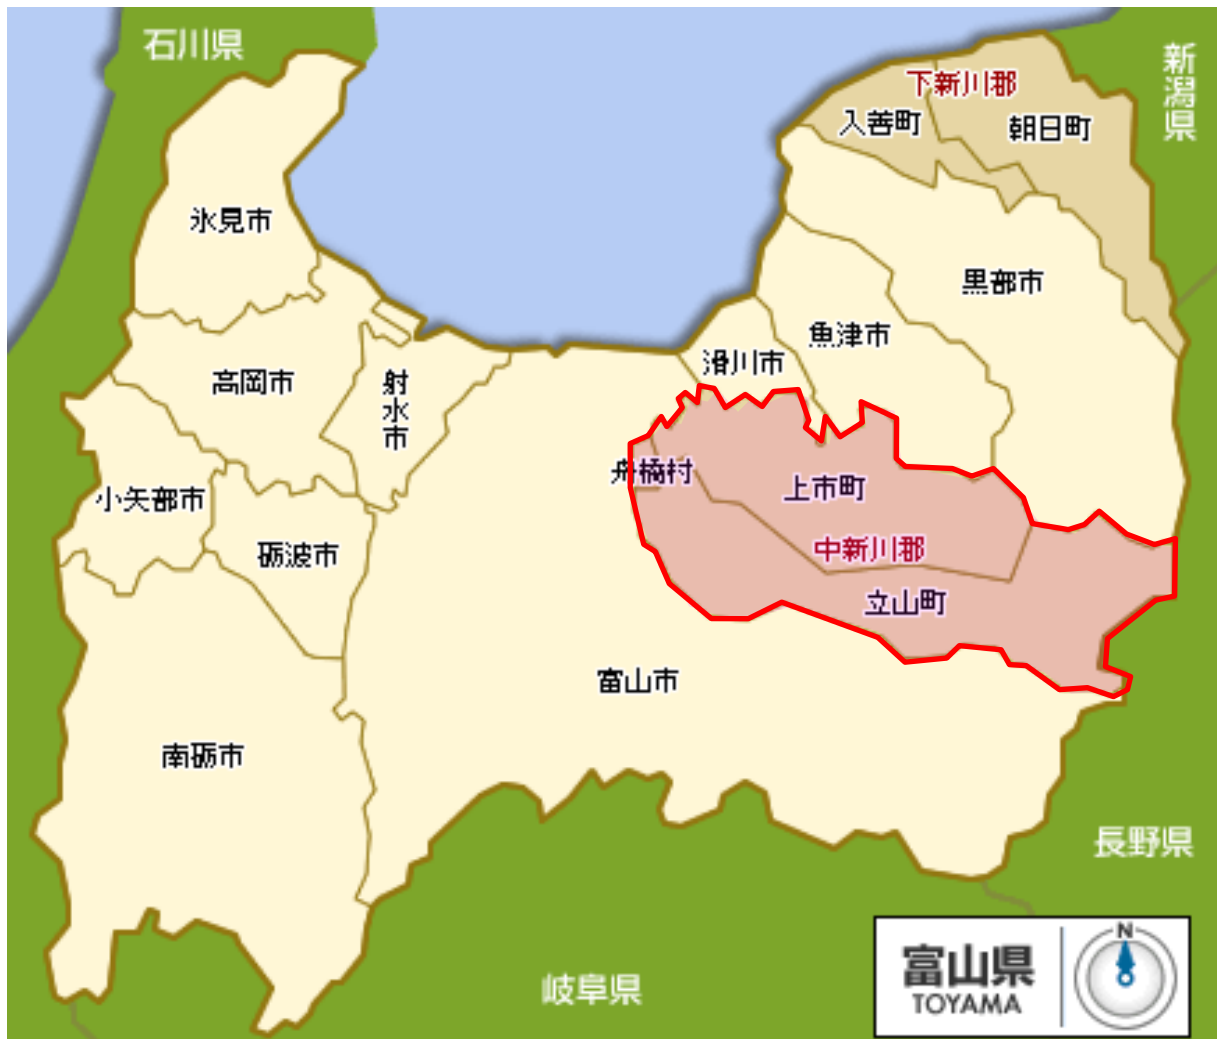 石川県
新潟県
下新川郡
入善町
朝日町
氷見市
黒部市
魚津市
滑川市
高岡市
射水市
舟橋村
上市町
小矢部市
砺波市
中新川郡
立山町
富山市
南砺市
長野県
岐阜県
富山県
TOYAMA
N